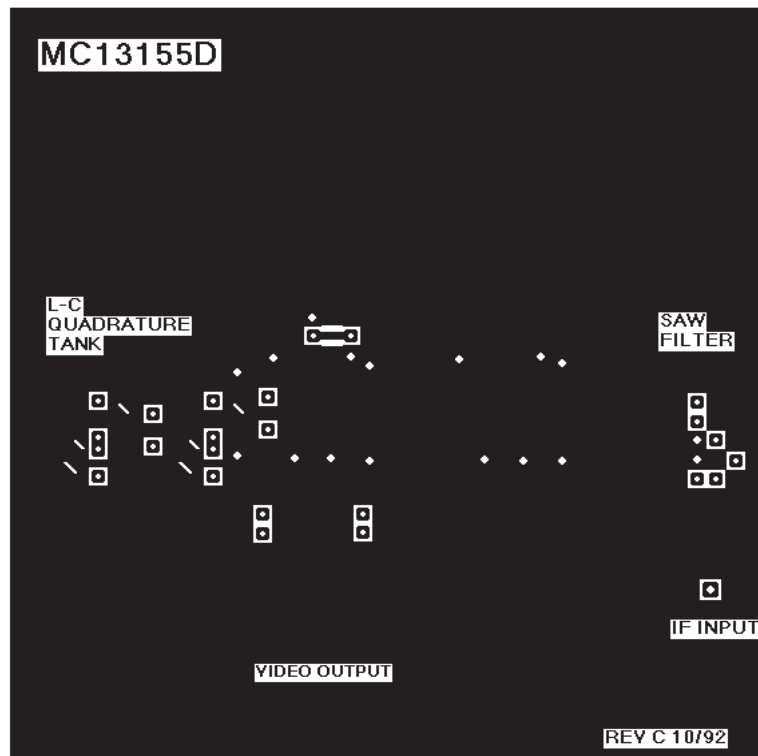 MC13155D
L-C
QUADRATURE
TANK
SAW
FILTER
IF INPUT
VIDEO OUTPUT
REV C 10/92